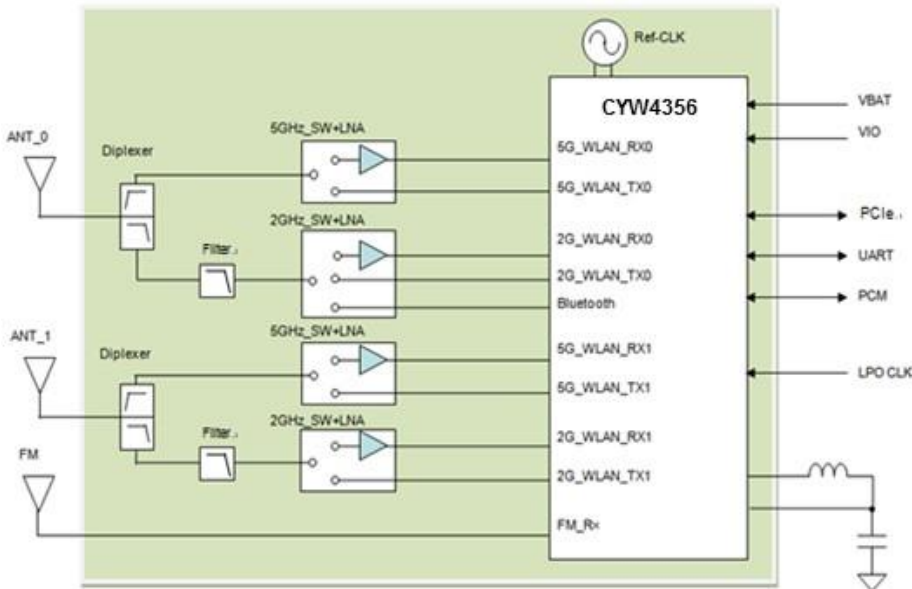 Ref-CLK
CYW4356
ANT_0
Diplexer
5GHz_SW+LNA
5G_WLAN_RX0
5G_WLAN_TX0
2GHz_SW+LNA
Filter.
2G_WLAN_RX0
2G_WLAN_TX0
Bluetooth
ANT_1
Diplexer
5GHz_SW+LNA
5G_WLAN_RX1
5G_WLAN_TX1
2GHz_SW+LNA
Filter.
2G_WLAN_RX1
2G_WLAN_TX1
FM
FM_Rx
VBAT
VIO
PCIe.
UART
PCM
LPO CLK